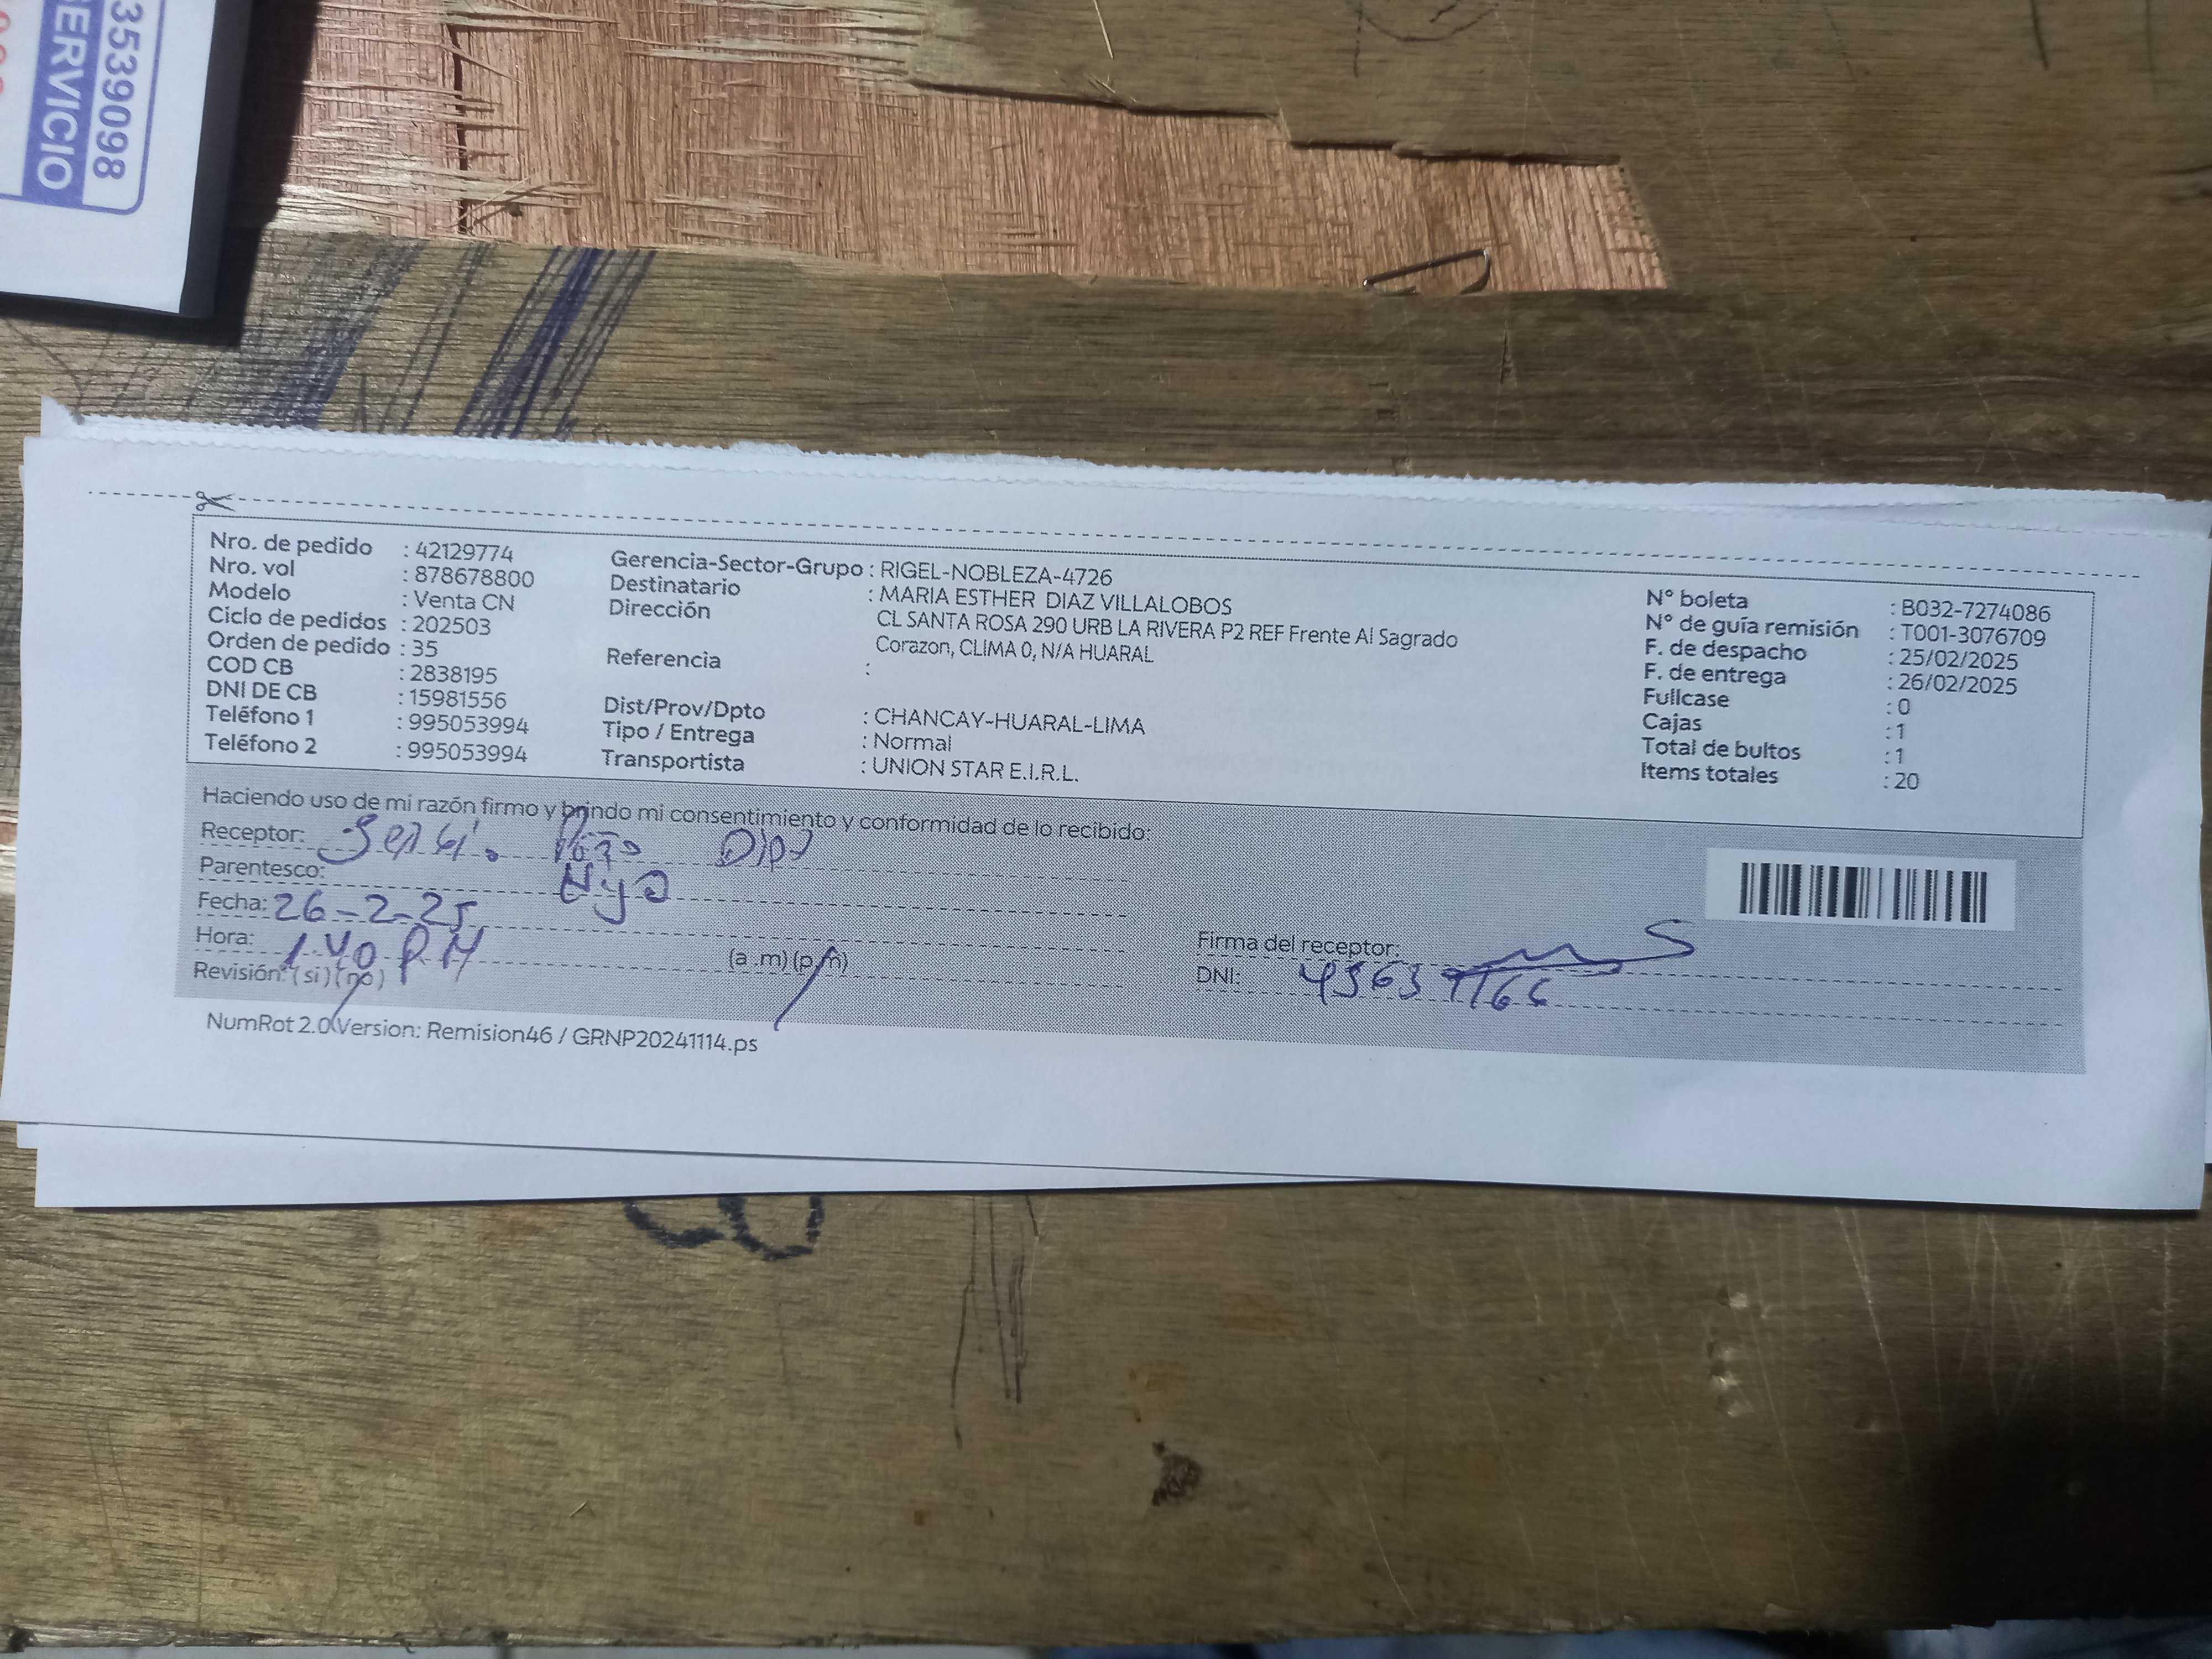 3539098
SERVICIO
Nro. de pedido : 42129774
Nro. vol : 878678800
Modelo : Venta CN
Ciclo de pedidos : 202503
Orden de pedido : 35
COD CB : 2838195
DNI DE CB : 15981556
Teléfono 1 : 995053994
Teléfono 2 : 995053994
Gerencia-Sector-Grupo : RIGEL-NOBLEZA-4726
Destinatario : MARIA ESTHER DIAZ VILLALOBOS
Dirección CL SANTA ROSA 290 URB LA RIVERA P2 REF Frente Al Sagrado
Corazon, CLIMA 0, N/A HUARAL
Referencia :
Dist/Prov/Dpto : CHANCAY-HUARAL-LIMA
Tipo / Entrega : Normal
Transportista : UNION STAR E.I.R.L.
N° boleta : B032-7274086
N° de guía remisión : T001-3076709
F. de despacho : 25/02/2025
F. de entrega : 26/02/2025
Fullcase : 0
Cajas : 1
Total de bultos : 1
Items totales : 20
Haciendo uso de mi razón firmo y brindo mi consentimiento y conformidad de lo recibido:
Receptor:
Parentesco: Hija
Fecha: 26-2-25
Hora: 1.40 PM (a .m) (p.m)
Revisión: (si) (no)
Firma del receptor:
DNI:
NumRot 2.0 Version: Remision46 / GRNP20241114.ps